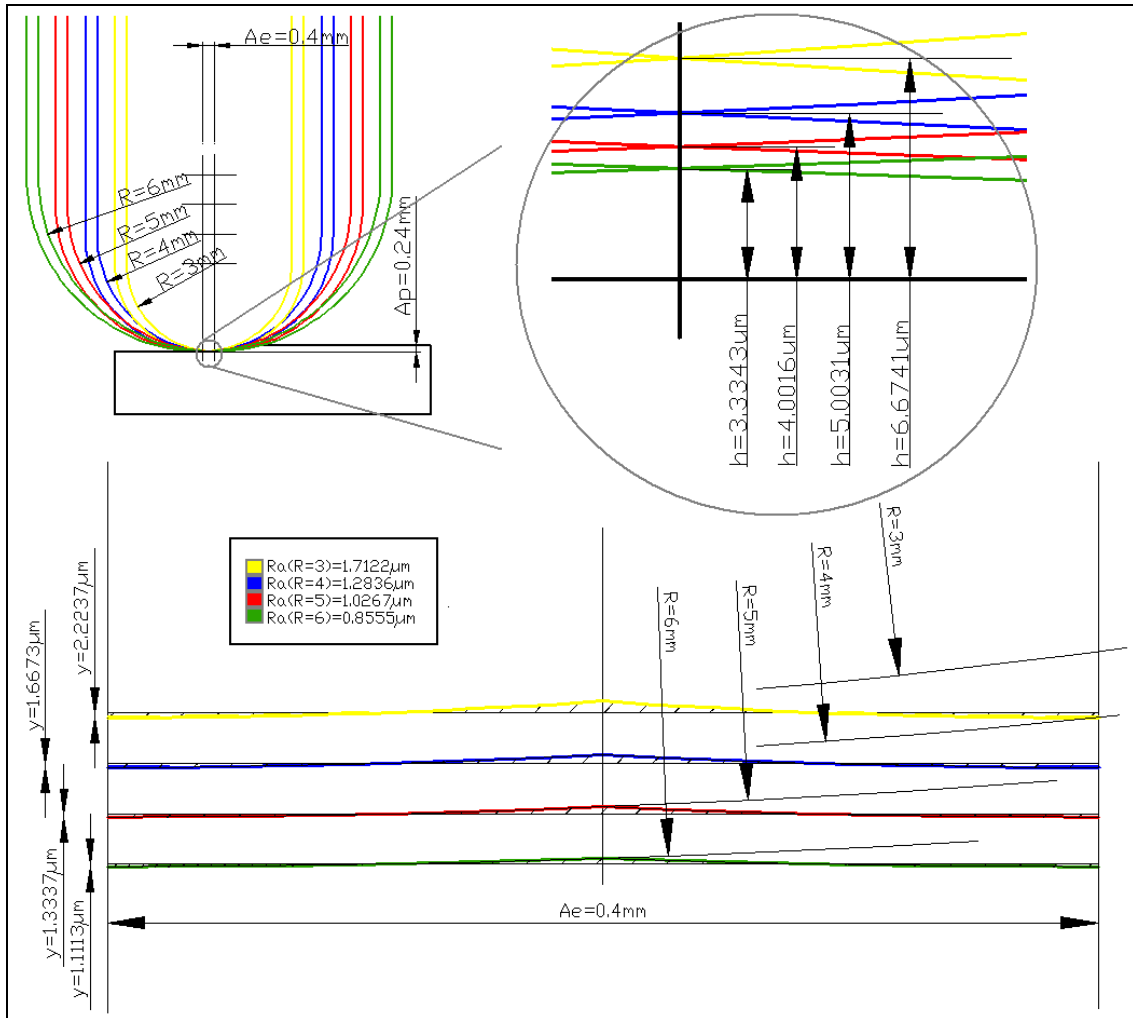 Ae=0.4mm
R=6mm
R=5mm
R=4mm
R=3mm
Ap=0.24mm
h=3.3343um
h=4.0016um
h=5.0031um
h=6.6741um
Ra(R=3)=1.7122µm
Ra(R=4)=1.2836µm
Ra(R=5)=1.0267µm
Ra(R=6)=0.8555µm
R=3mm
R=4mm
R=5mm
R=6mm
y=2.2237µm
y=1.6673µm
y=1.3337µm
y=1.1113µm
Ae=0.4mm